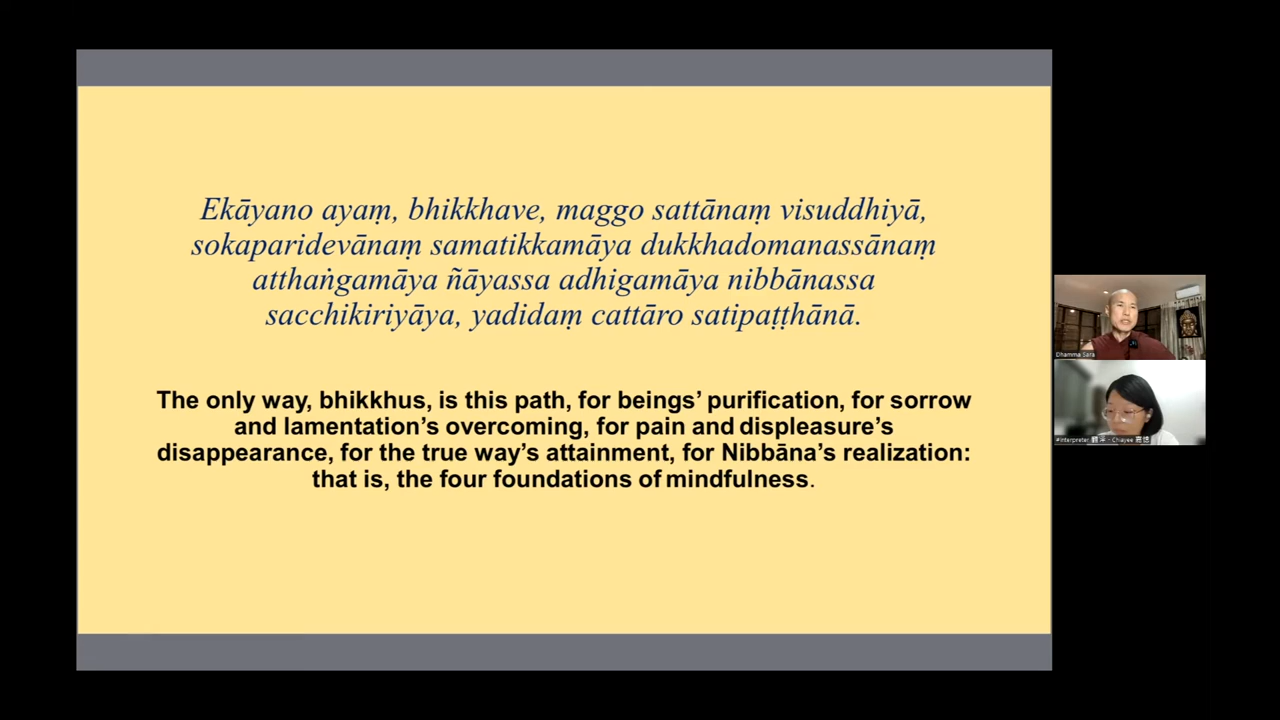 Ekāyano ayaṃ, bhikkhave, maggo sattānaṃ visuddhiyā,
sokaparidevānaṃ samatikkamāya dukkhadomanassānaṃ
atthaṅgamāya ñāyassa adhigamāya nibbānassa
sacchikiriyāya, yadidaṃ cattāro satipaṭṭhānā.
The only way, bhikkhus, is this path, for beings’ purification, for sorrow
and lamentation’s overcoming, for pain and displeasure’s
disappearance, for the true way’s attainment, for Nibbāna’s realization:
that is, the four foundations of mindfulness.
Dhamma Sara
#interpreter - Chiayee